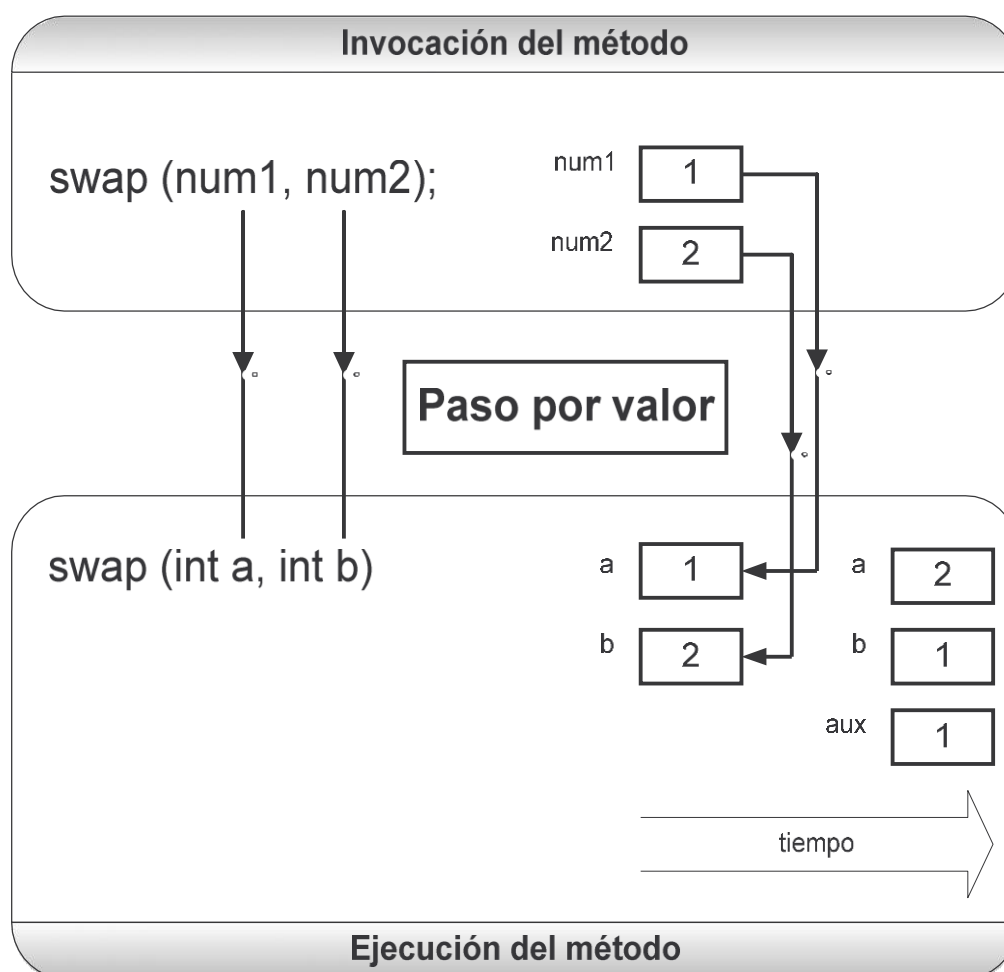 Invocación del método
swap (num1, num2);
num1
1
num2
2
Paso por valor
swap (int a, int b)
a
1
a
2
b
2
b
1
aux
1
tiempo
Ejecución del método